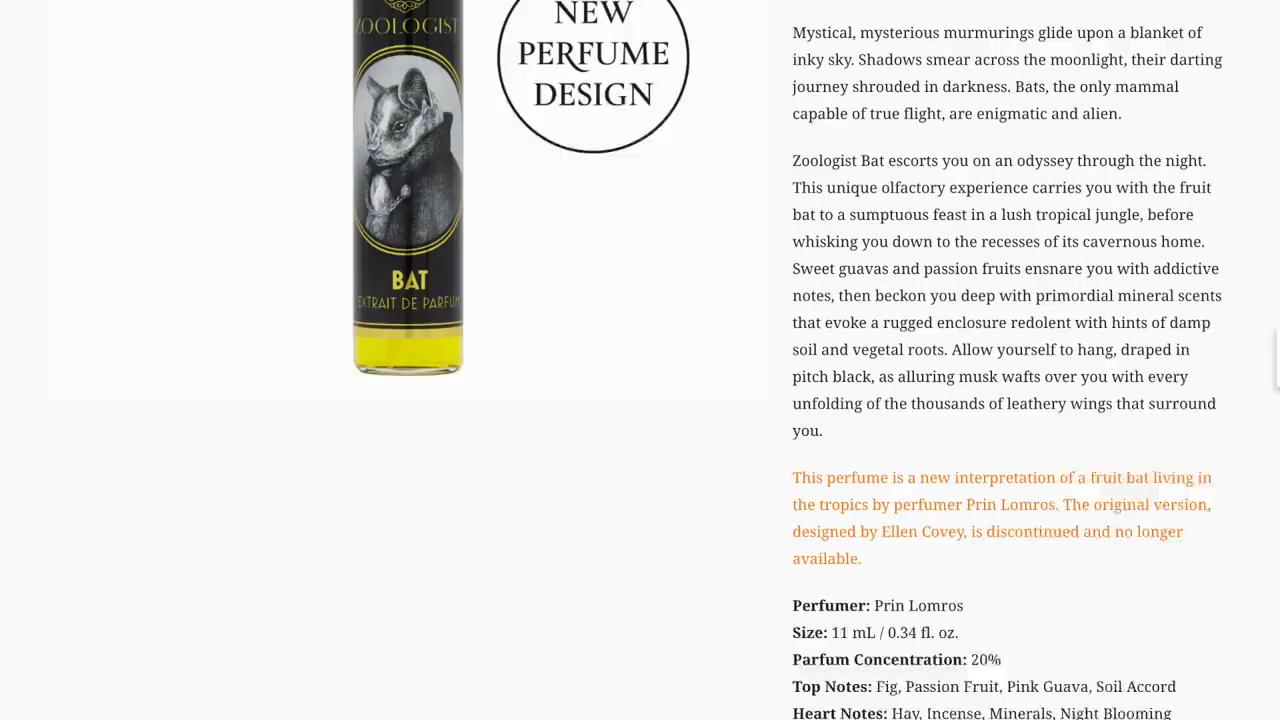 ZOOLOGIST
BAT
EXTRAIT DE PARFUM
NEW
PERFUME
DESIGN
Mystical, mysterious murmurings glide upon a blanket of
inky sky. Shadows smear across the moonlight, their darting
journey shrouded in darkness. Bats, the only mammal
capable of true flight, are enigmatic and alien.
Zoologist Bat escorts you on an odyssey through the night.
This unique olfactory experience carries you with the fruit
bat to a sumptuous feast in a lush tropical jungle, before
whisking you down to the recesses of its cavernous home.
Sweet guavas and passion fruits ensnare you with addictive
notes, then beckon you deep with primordial mineral scents
that evoke a rugged enclosure redolent with hints of damp
soil and vegetal roots. Allow yourself to hang, draped in
pitch black, as alluring musk wafts over you with every
unfolding of the thousands of leathery wings that surround
you.
This perfume is a new interpretation of a fruit bat living in
the tropics by perfumer Prin Lomros. The original version,
designed by Ellen Covey, is discontinued and no longer
available.
Perfumer: Prin Lomros
Size: 11 mL / 0.34 fl. oz.
Parfum Concentration: 20%
Top Notes: Fig, Passion Fruit, Pink Guava, Soil Accord
Heart Notes: Hay, Incense, Minerals, Night Blooming